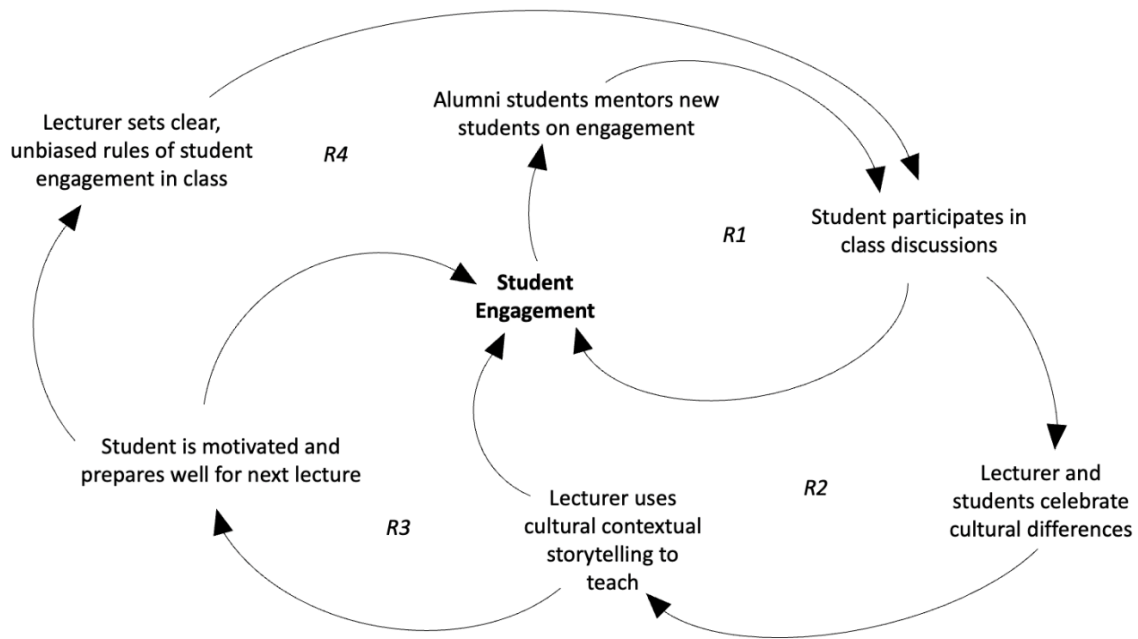 Lecturer sets clear,
unbiased rules of student
engagement in class
R4
Alumni students mentors new
students on engagement
R1
Student participates in
class discussions
Student
Engagement
Student is motivated and
prepares well for next lecture
R3
Lecturer uses
cultural contextual
storytelling to
teach
R2
Lecturer and
students celebrate
cultural differences